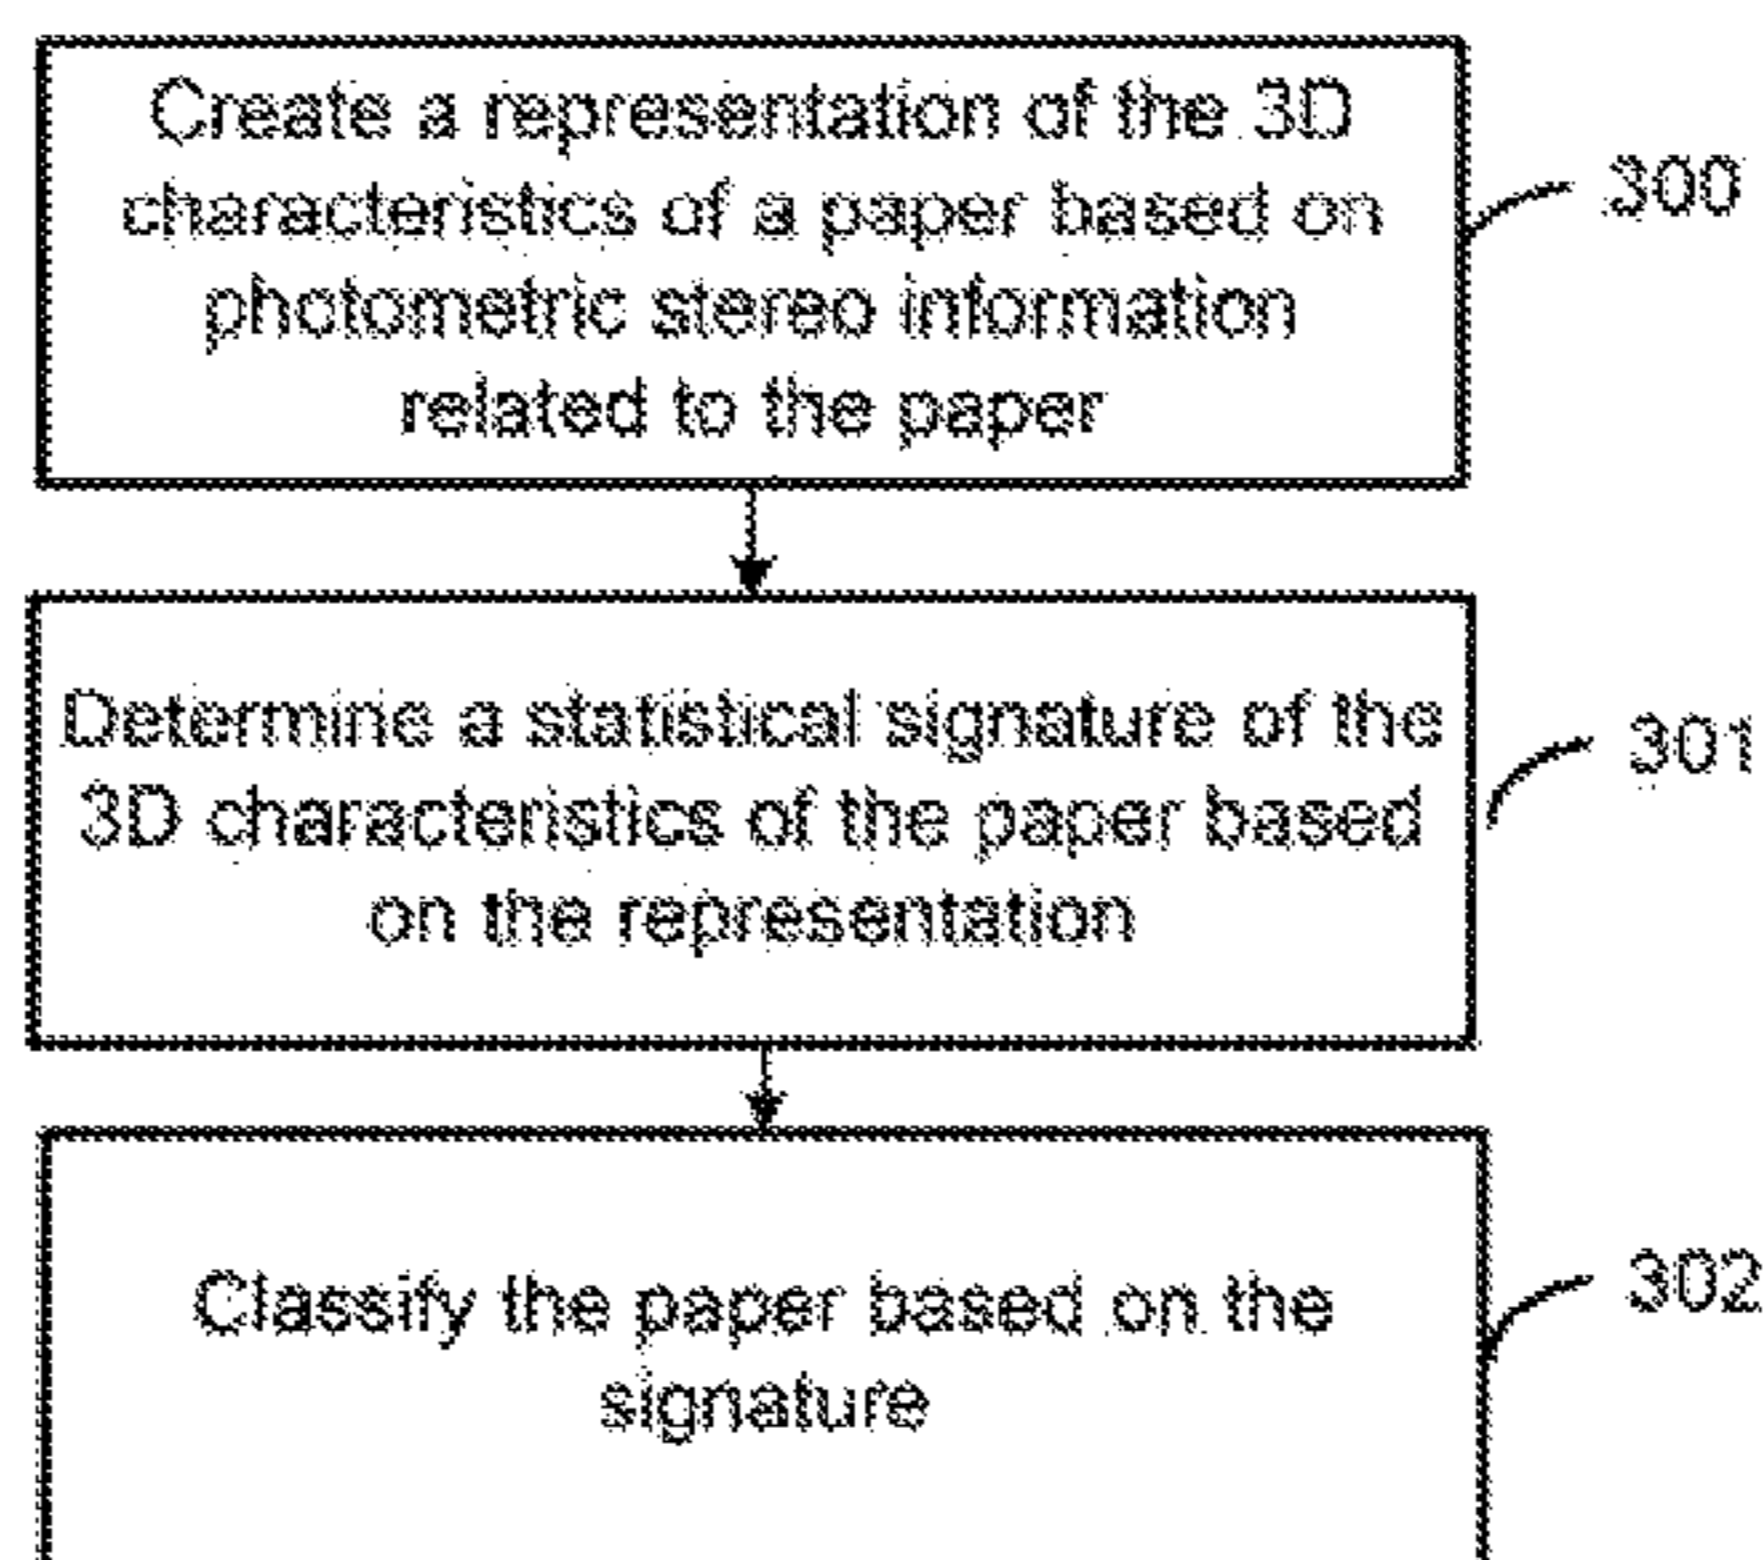 Create a representation of the 3D
characteristics of a paper based on
photometric stereo information
related to the paper
300
Determine a statistical signature of the
3D characteristics of the paper based
on the representation
301
Classify the paper based on the
signature
302